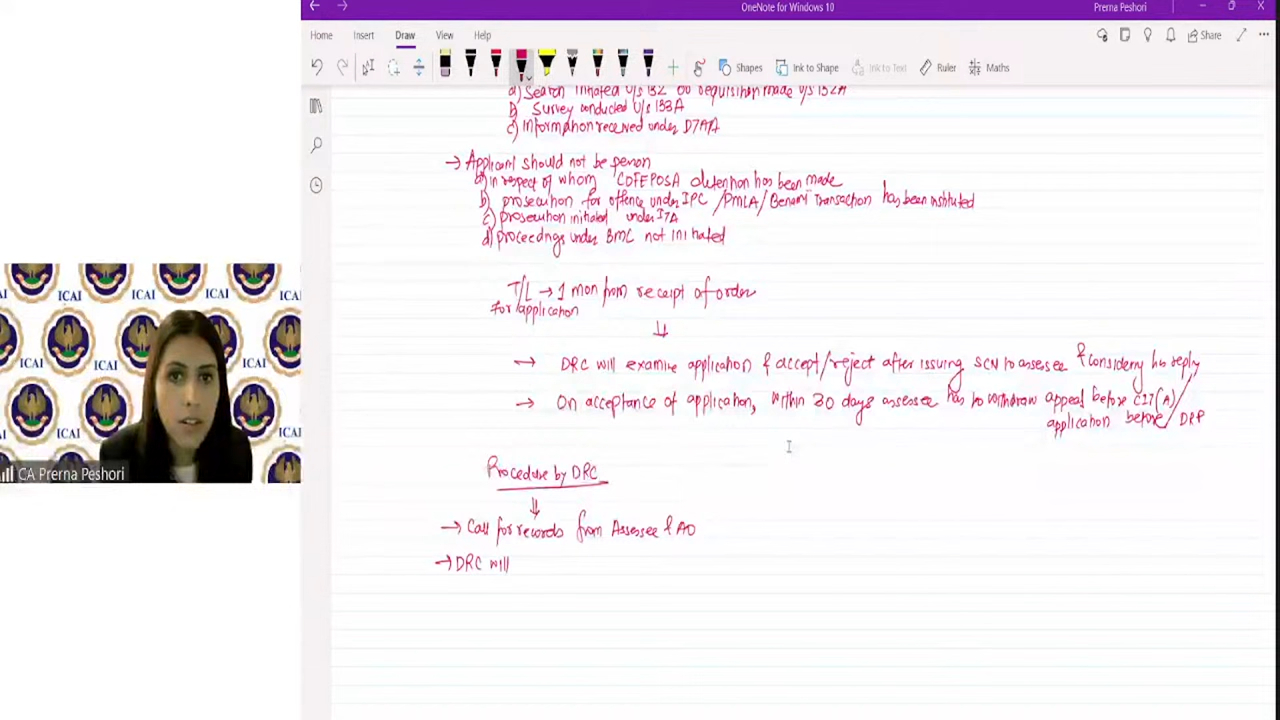 OneNote for Windows 10
Prerna Peshori
Home Insert Draw View Help
Share
Shapes
Ink to Shape
Ink to Text
Ruler
Maths
a) Search initiated u/s 132 or requisition made u/s 132A
b) Survey conducted u/s 133A
c) Information received under DTAA
→ Applicant should not be person
a) in respect of whom COFEPOSA detention has been made
b) prosecution for offence under IPC / PMLA / Benami Transaction has been instituted
c) prosecution initiated under ITA
d) proceedings under BMC not initiated
T/L → 1 mon from receipt of order
For application
→ DRC will examine application & accept/reject after issuing SCN to assessee & considering his reply
→ On acceptance of application, within 30 days assessee has to withdraw appeal before CIT(A) /
application before DRP
Procedure by DRC
→ Call for records from Assessee & AO
→ DRC will
ICAI ICAI ICAI
ICAI
ICAI
CA Prerna Peshori